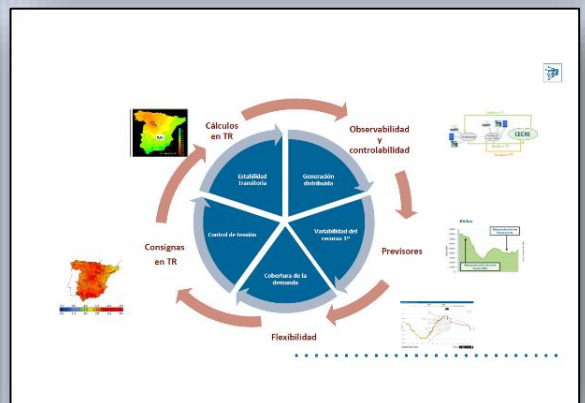 Cálculos
en TR
Observabilidad
y
controlabilidad
CECRE
Estabilidad
transitoria
Generación
distribuida
Control de tensión
Variabilidad del
recurso 1º
Cobertura de la
demanda
Consignas
en TR
Previsores
Flexibilidad